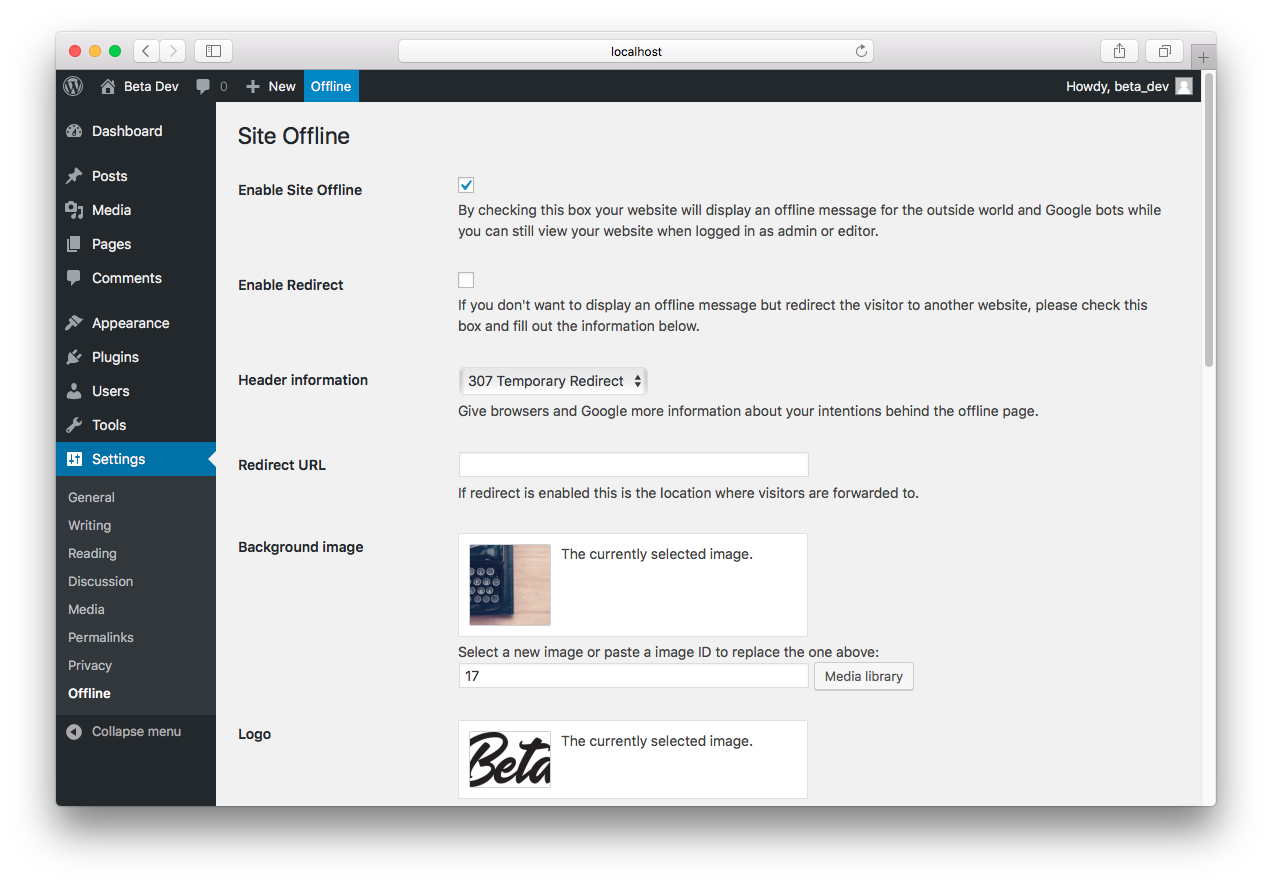 localhost
Beta Dev
0
New
Offline
Howdy, beta_dev
Dashboard
Posts
Media
Pages
Comments
Appearance
Plugins
Users
Tools
Settings
General
Writing
Reading
Discussion
Media
Permalinks
Privacy
Offline
Collapse menu
Site Offline
Enable Site Offline
By checking this box your website will display an offline message for the outside world and Google bots while
you can still view your website when logged in as admin or editor.
Enable Redirect
If you don't want to display an offline message but redirect the visitor to another website, please check this
box and fill out the information below.
Header information
307 Temporary Redirect
Give browsers and Google more information about your intentions behind the offline page.
Redirect URL
If redirect is enabled this is the location where visitors are forwarded to.
Background image
The currently selected image.
Select a new image or paste a image ID to replace the one above:
17
Media library
Logo
Beta
The currently selected image.